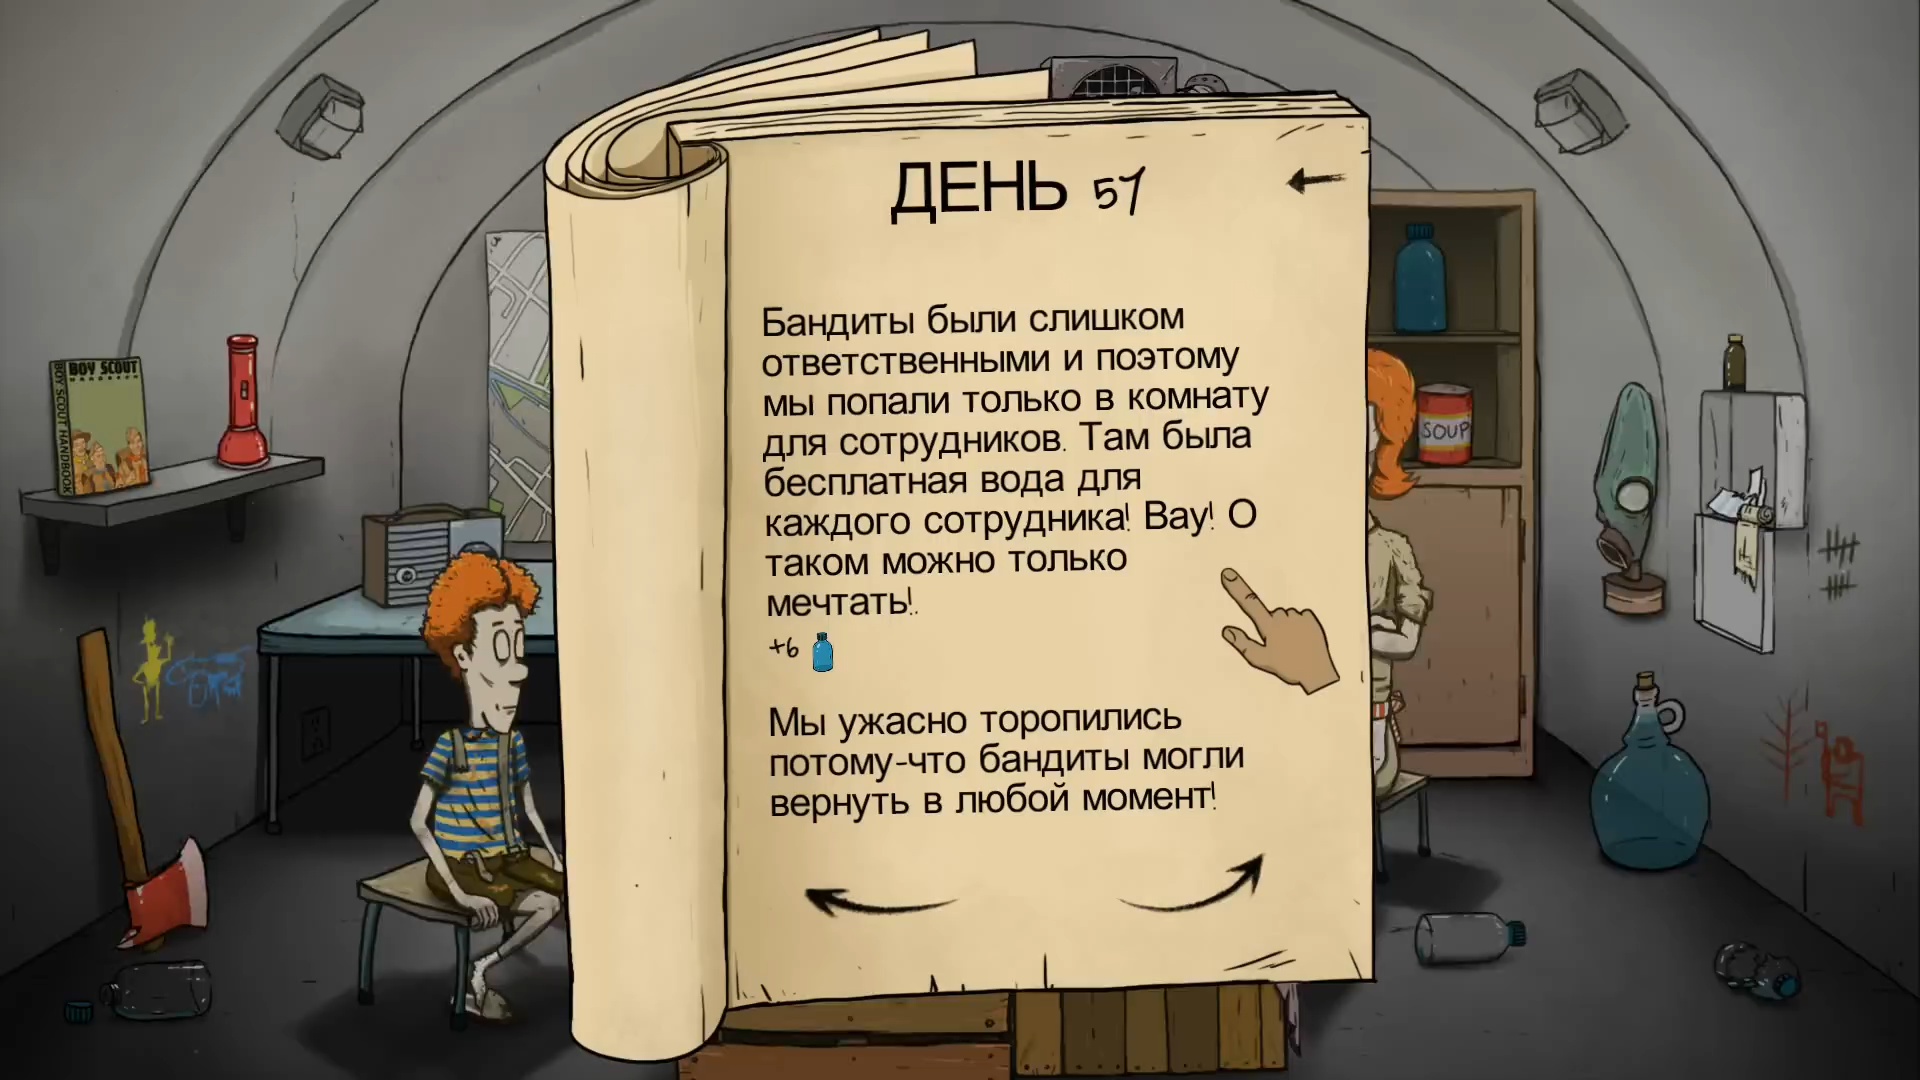 ДЕНЬ 57
Бандиты были слишком
ответственными и поэтому
мы попали только в комнату
для сотрудников. Там была
бесплатная вода для
каждого сотрудника! Вау! О
таком можно только
мечтать!.
+6
Мы ужасно торопились
потому-что бандиты могли
вернуть в любой момент!
BOY SCOUT
HANDBOOK
BOY SCOUT HANDBOOK
SOUP